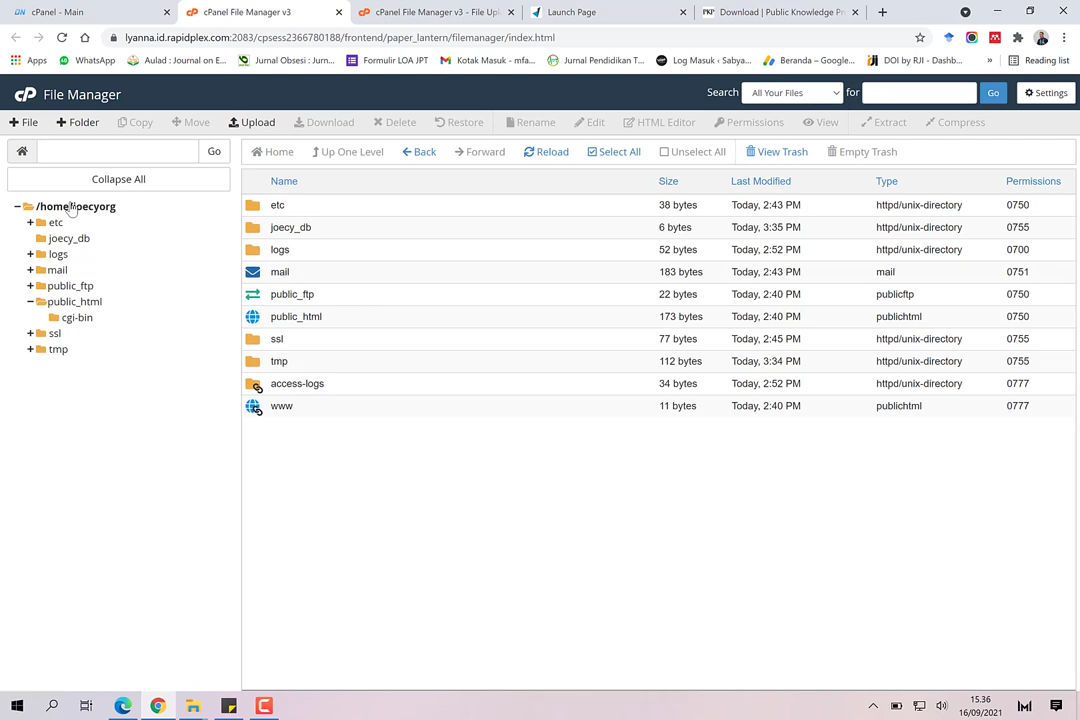 cPanel - Main
cPanel File Manager v3
cPanel File Manager v3 - File Upl
Launch Page
PKP Download | Public Knowledge Pr
lyanna.id.rapidplex.com:2083/cpsess2366780188/frontend/paper_lantern/filemanager/index.html
Apps
WhatsApp
Aulad : Journal on E...
Jurnal Obsesi : Jurn...
Formulir LOA JPT
Kotak Masuk - mfa...
Jurnal Pendidikan T...
Log Masuk ‹ Sabya...
Beranda – Google...
DOI by RJI - Dashb...
»
Reading list
cP File Manager
Search
All Your Files
for
Go
Settings
File
Folder
Copy
Move
Upload
Download
Delete
Restore
Rename
Edit
HTML Editor
Permissions
View
Extract
Compress
Go
Home
Up One Level
Back
Forward
Reload
Select All
Unselect All
View Trash
Empty Trash
Collapse All
/home/joecyorg
etc
joecy_db
logs
mail
public_ftp
public_html
cgi-bin
ssl
tmp
Name Size Last Modified Type Permissions
etc 38 bytes Today, 2:43 PM httpd/unix-directory 0750
joecy_db 6 bytes Today, 3:35 PM httpd/unix-directory 0755
logs 52 bytes Today, 2:52 PM httpd/unix-directory 0700
mail 183 bytes Today, 2:43 PM mail 0751
public_ftp 22 bytes Today, 2:40 PM publicftp 0750
public_html 173 bytes Today, 2:40 PM publichtml 0750
ssl 77 bytes Today, 2:45 PM httpd/unix-directory 0755
tmp 112 bytes Today, 3:34 PM httpd/unix-directory 0755
access-logs 34 bytes Today, 2:52 PM httpd/unix-directory 0777
www 11 bytes Today, 2:40 PM publichtml 0777
15.36
16/09/2021